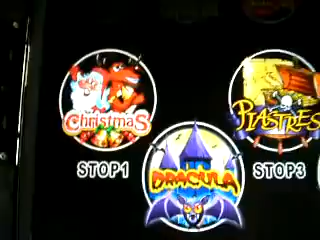 Christmas
PIASTRES
STOP1
DRACULA
STOP3